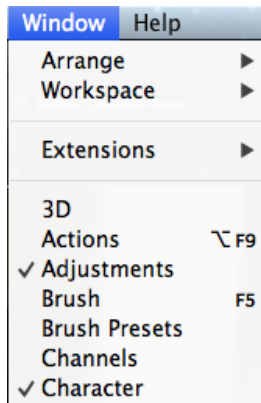 Window Help
Arrange ▶
Workspace ▶
Extensions ▶
3D
Actions ⌥ F9
✓ Adjustments
Brush F5
Brush Presets
Channels
✓ Character